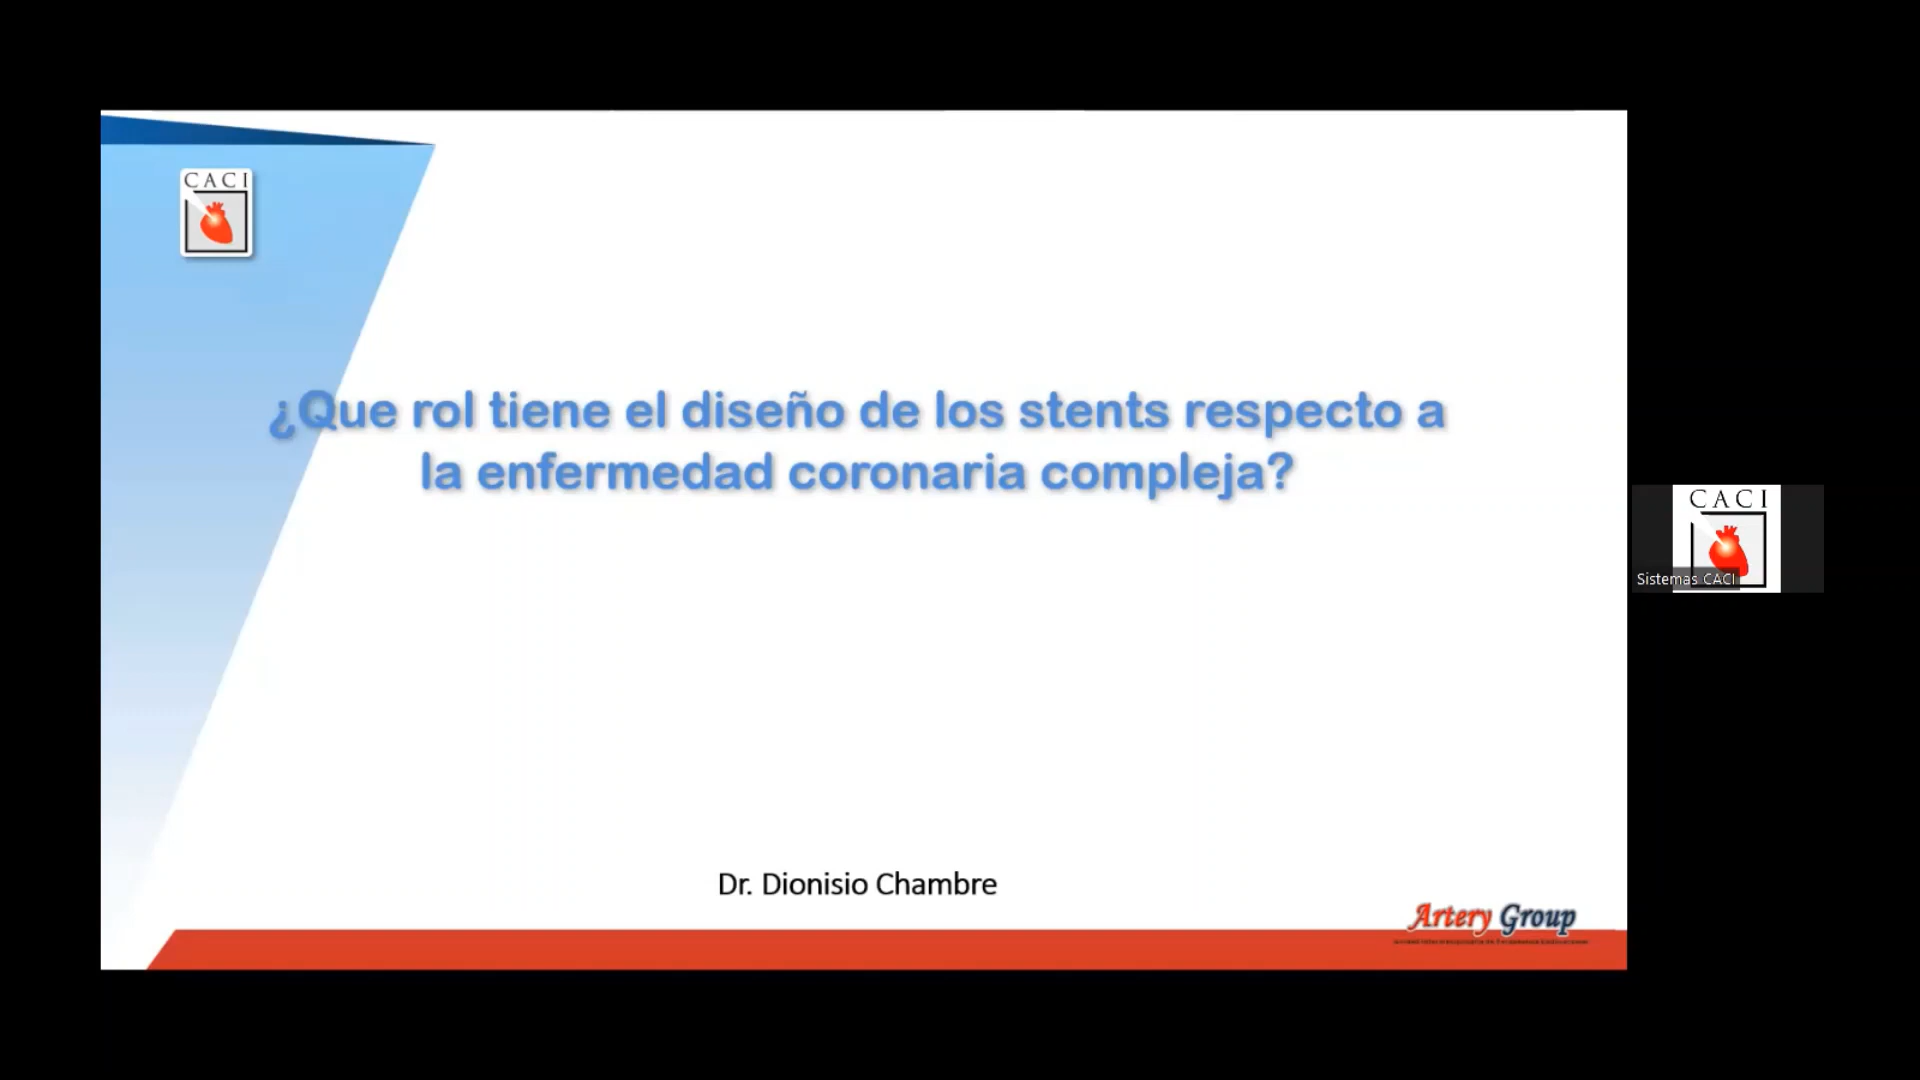 CACI
¿Que rol tiene el diseño de los stents respecto a
la enfermedad coronaria compleja?
CACI
Sistemas CACI
Dr. Dionisio Chambre
Artery Group